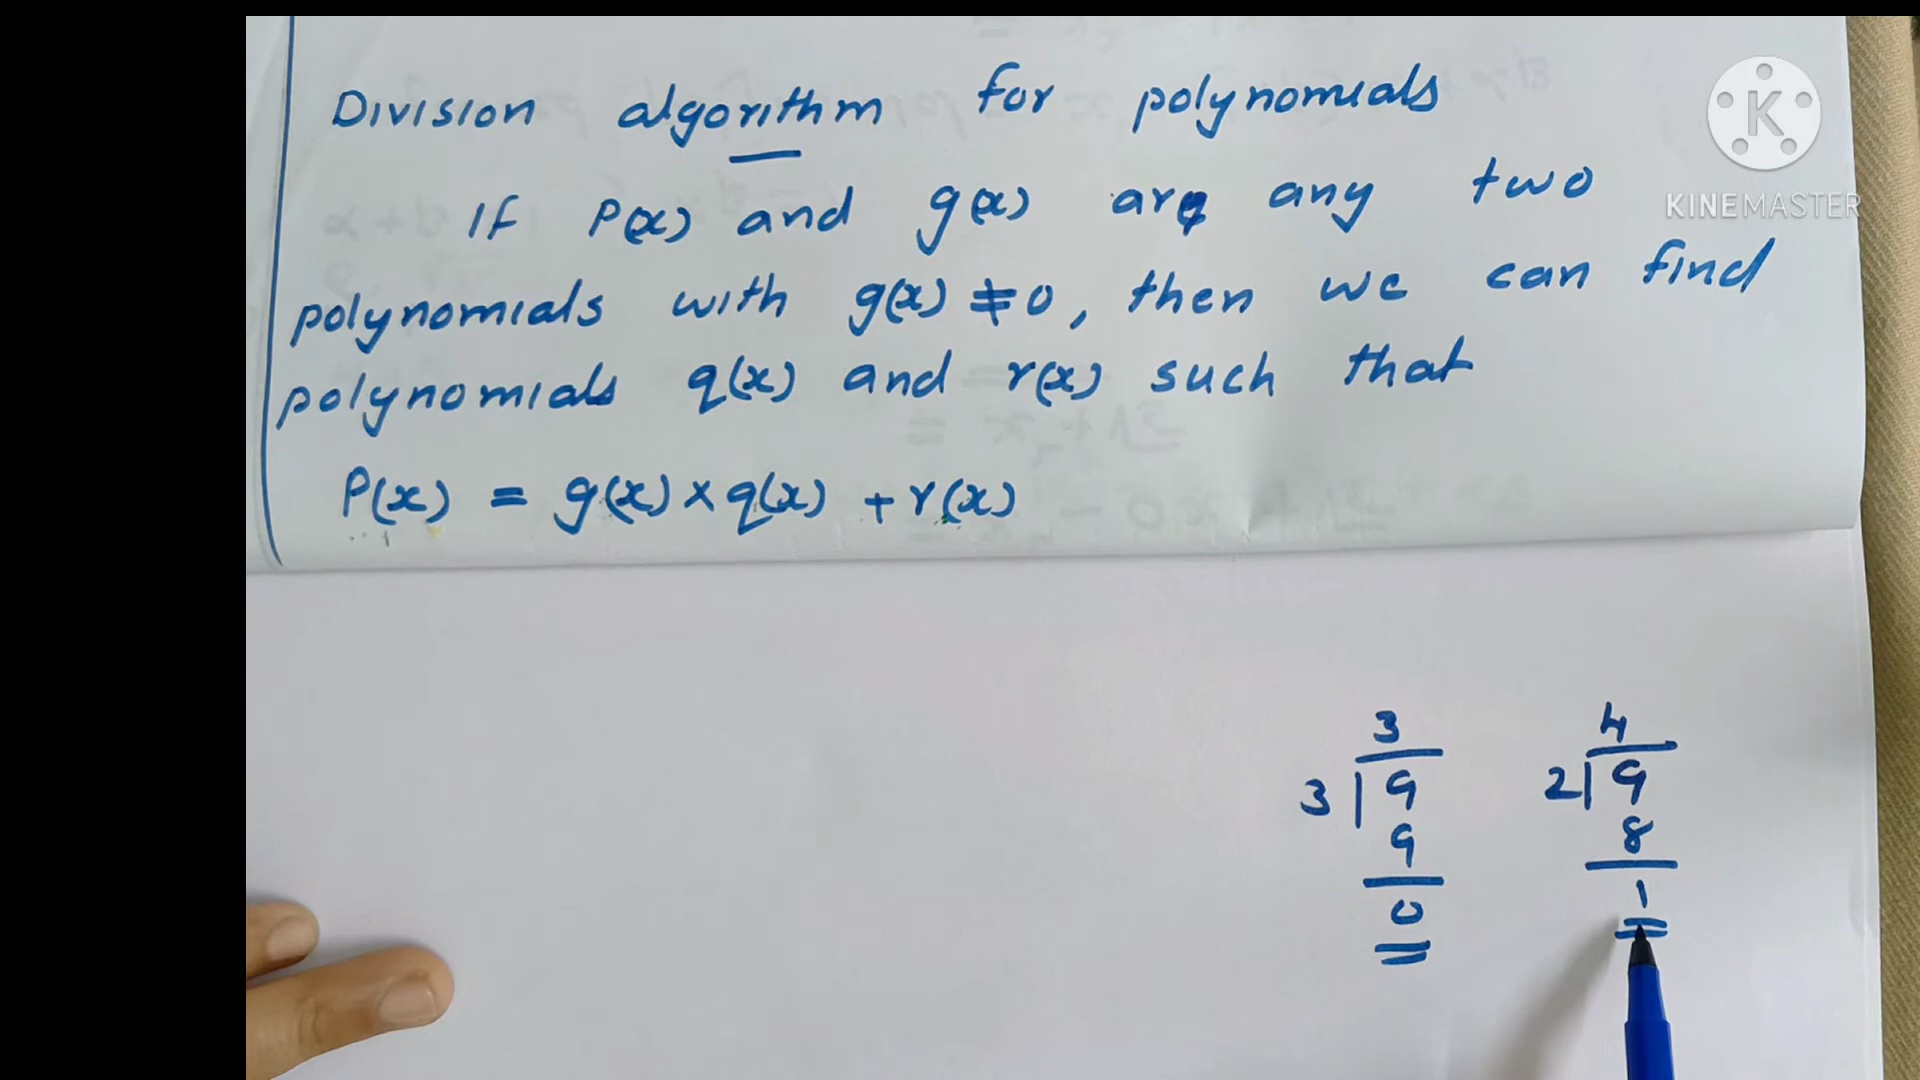 Division algorithm for polynomials
If P(x) and g(x) are any two
polynomials with g(x) ≠ 0, then we can find
polynomials q(x) and r(x) such that
P(x) = g(x) × q(x) + r(x)
K
KINEMASTER
3
3 9
9
0
4
2 9
8
1